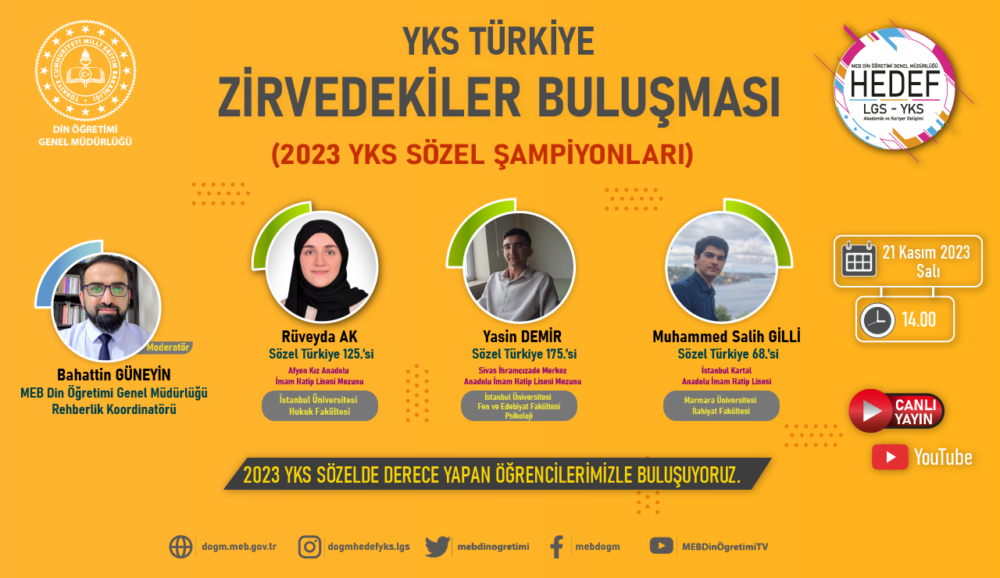 YKS TÜRKİYE
ZİRVEDEKİLER BULUŞMASI
(2023 YKS SÖZEL ŞAMPİYONLARI)
TÜRKİYE CUMHURİYETİ MİLLÎ EĞİTİM BAKANLIĞI
DİN ÖĞRETİMİ
GENEL MÜDÜRLÜĞÜ
MEB DİN ÖĞRETİMİ GENEL MÜDÜRLÜĞÜ
HEDEF
LGS - YKS
Akademik ve Kariyer Gelişimi
Moderatör
Bahattin GÜNEYİN
MEB Din Öğretimi Genel Müdürlüğü
Rehberlik Koordinatörü
Rüveyda AK
Sözel Türkiye 125.'si
Afyon Kız Anadolu
İmam Hatip Lisesi Mezunu
İstanbul Üniversitesi
Hukuk Fakültesi
Yasin DEMİR
Sözel Türkiye 175.'si
Sivas İhramcızade Merkez
Anadolu İmam Hatip Lisesi Mezunu
İstanbul Üniversitesi
Fen ve Edebiyat Fakültesi
Psikoloji
Muhammed Salih GİLLİ
Sözel Türkiye 68.'si
İstanbul Kartal
Anadolu İmam Hatip Lisesi
Marmara Üniversitesi
İlahiyat Fakültesi
21 Kasım 2023
Salı
14.00
CANLI
YAYIN
YouTube
2023 YKS SÖZELDE DERECE YAPAN ÖĞRENCİLERİMİZLE BULUŞUYORUZ.
dogm.meb.gov.tr
dogmhedefyks.lgs
mebdinogretimi
mebdogm
MEBDinÖgretimiTV